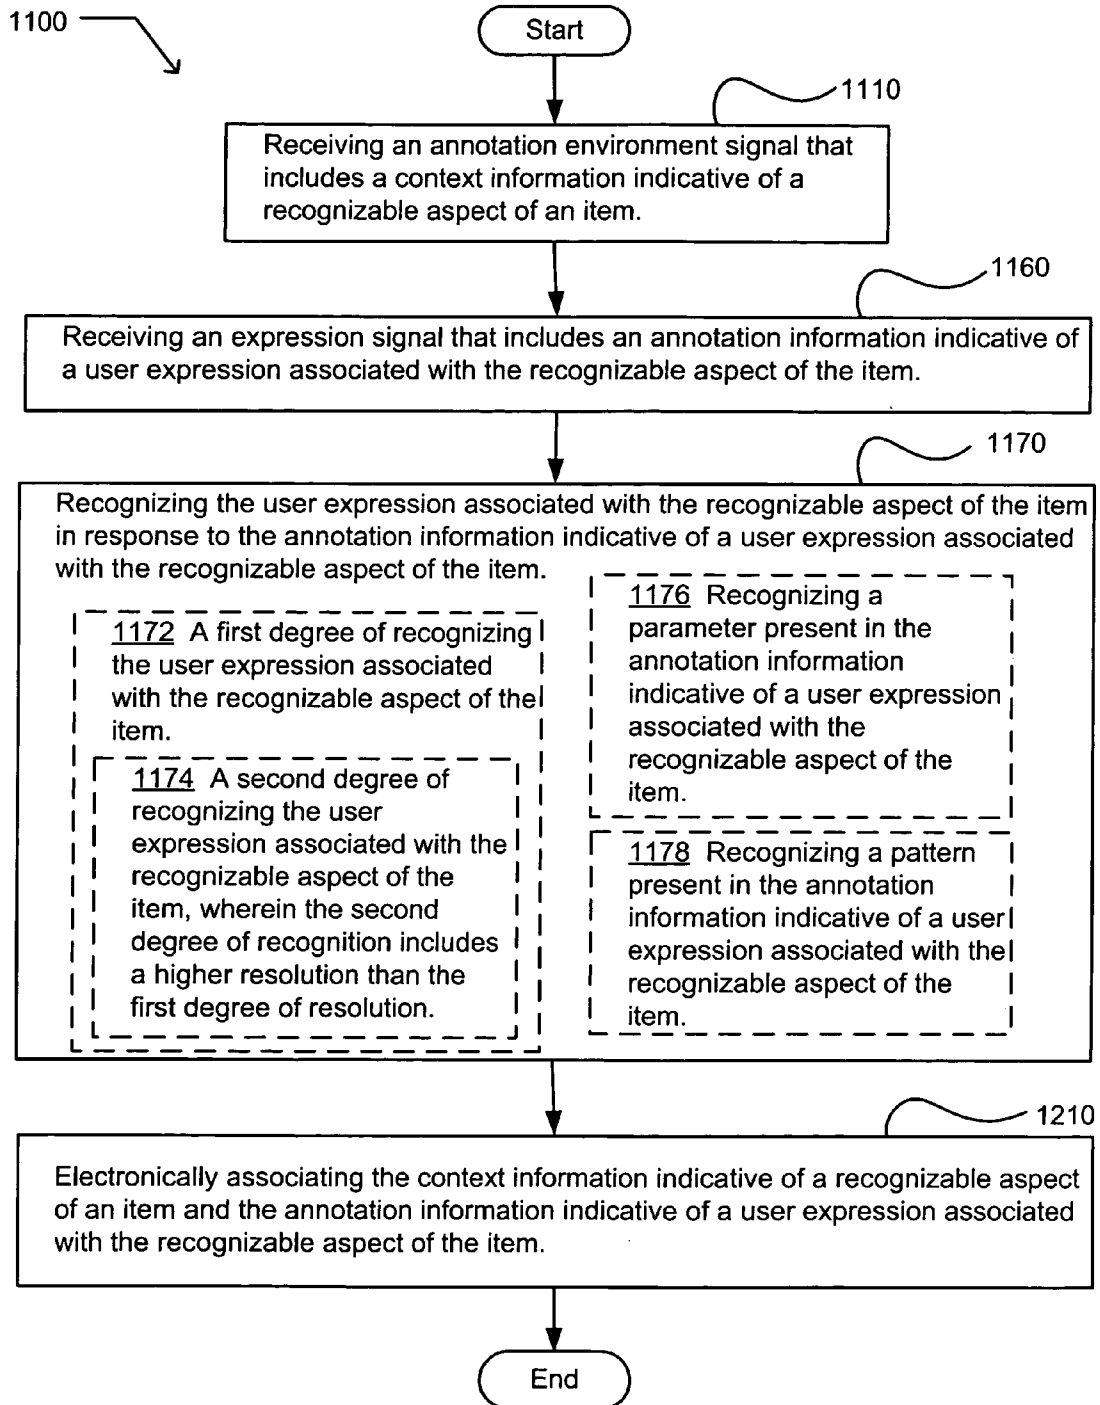 1100
Start
1110
Receiving an annotation environment signal that
includes a context information indicative of a
recognizable aspect of an item.
1160
Receiving an expression signal that includes an annotation information indicative of
a user expression associated with the recognizable aspect of the item.
1170
Recognizing the user expression associated with the recognizable aspect of the item
in response to the annotation information indicative of a user expression associated
with the recognizable aspect of the item.
1172 A first degree of recognizing
the user expression associated
with the recognizable aspect of the
item.
1174 A second degree of
recognizing the user
expression associated with the
recognizable aspect of the
item, wherein the second
degree of recognition includes
a higher resolution than the
first degree of resolution.
1176 Recognizing a
parameter present in the
annotation information
indicative of a user expression
associated with the
recognizable aspect of the
item.
1178 Recognizing a pattern
present in the annotation
information indicative of a user
expression associated with the
recognizable aspect of the
item.
1210
Electronically associating the context information indicative of a recognizable aspect
of an item and the annotation information indicative of a user expression associated
with the recognizable aspect of the item.
End